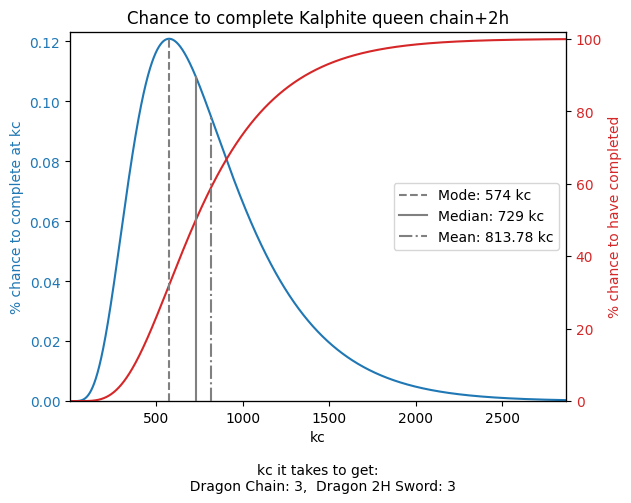 Chance to complete Kalphite queen chain+2h
0.12
0.10
0.08
0.06
0.04
0.02
0.00
% chance to complete at kc
100
80
60
40
20
0
% chance to have completed
Mode: 574 kc
Median: 729 kc
Mean: 813.78 kc
500
1000
1500
2000
2500
kc
kc it takes to get:
Dragon Chain: 3,  Dragon 2H Sword: 3